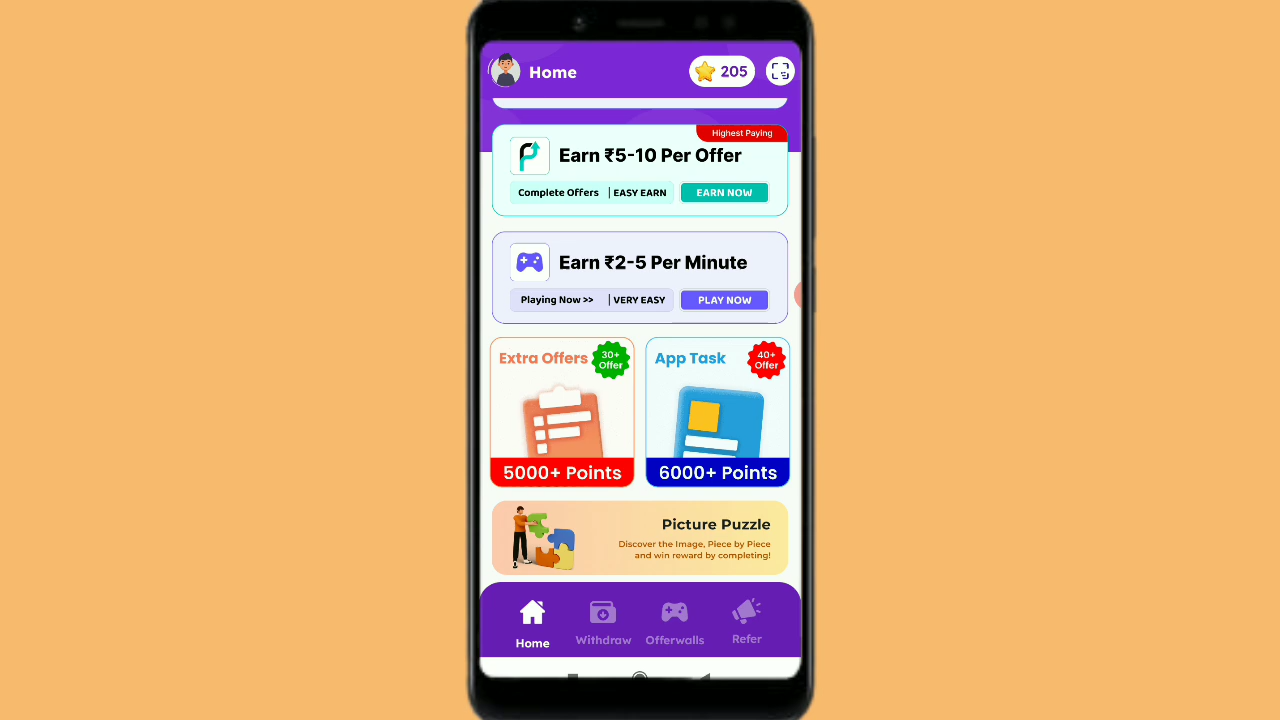 Home
205
Highest Paying
Earn ₹5-10 Per Offer
Complete Offers | EASY EARN
EARN NOW
Earn ₹2-5 Per Minute
Playing Now >> | VERY EASY
PLAY NOW
Extra Offers
30+
Offer
5000+ Points
App Task
40+
Offer
6000+ Points
Picture Puzzle
Discover the Image, Piece by Piece
and win reward by completing!
Home
Withdraw
Offerwalls
Refer